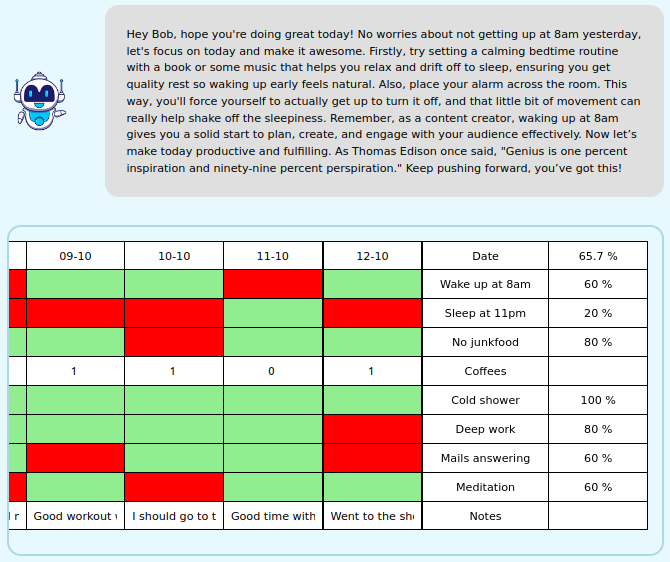 Hey Bob, hope you're doing great today! No worries about not getting up at 8am yesterday,
let's focus on today and make it awesome. Firstly, try setting a calming bedtime routine
with a book or some music that helps you relax and drift off to sleep, ensuring you get
quality rest so waking up early feels natural. Also, place your alarm across the room. This
way, you'll force yourself to actually get up to turn it off, and that little bit of movement can
really help shake off the sleepiness. Remember, as a content creator, waking up at 8am
gives you a solid start to plan, create, and engage with your audience effectively. Now let’s
make today productive and fulfilling. As Thomas Edison once said, "Genius is one percent
inspiration and ninety-nine percent perspiration." Keep pushing forward, you’ve got this!
09-10 10-10 11-10 12-10 Date 65.7 %
Wake up at 8am 60 %
Sleep at 11pm 20 %
No junkfood 80 %
1 1 0 1 Coffees
Cold shower 100 %
Deep work 80 %
Mails answering 60 %
Meditation 60 %
Good workout I should go to t Good time with Went to the Notes